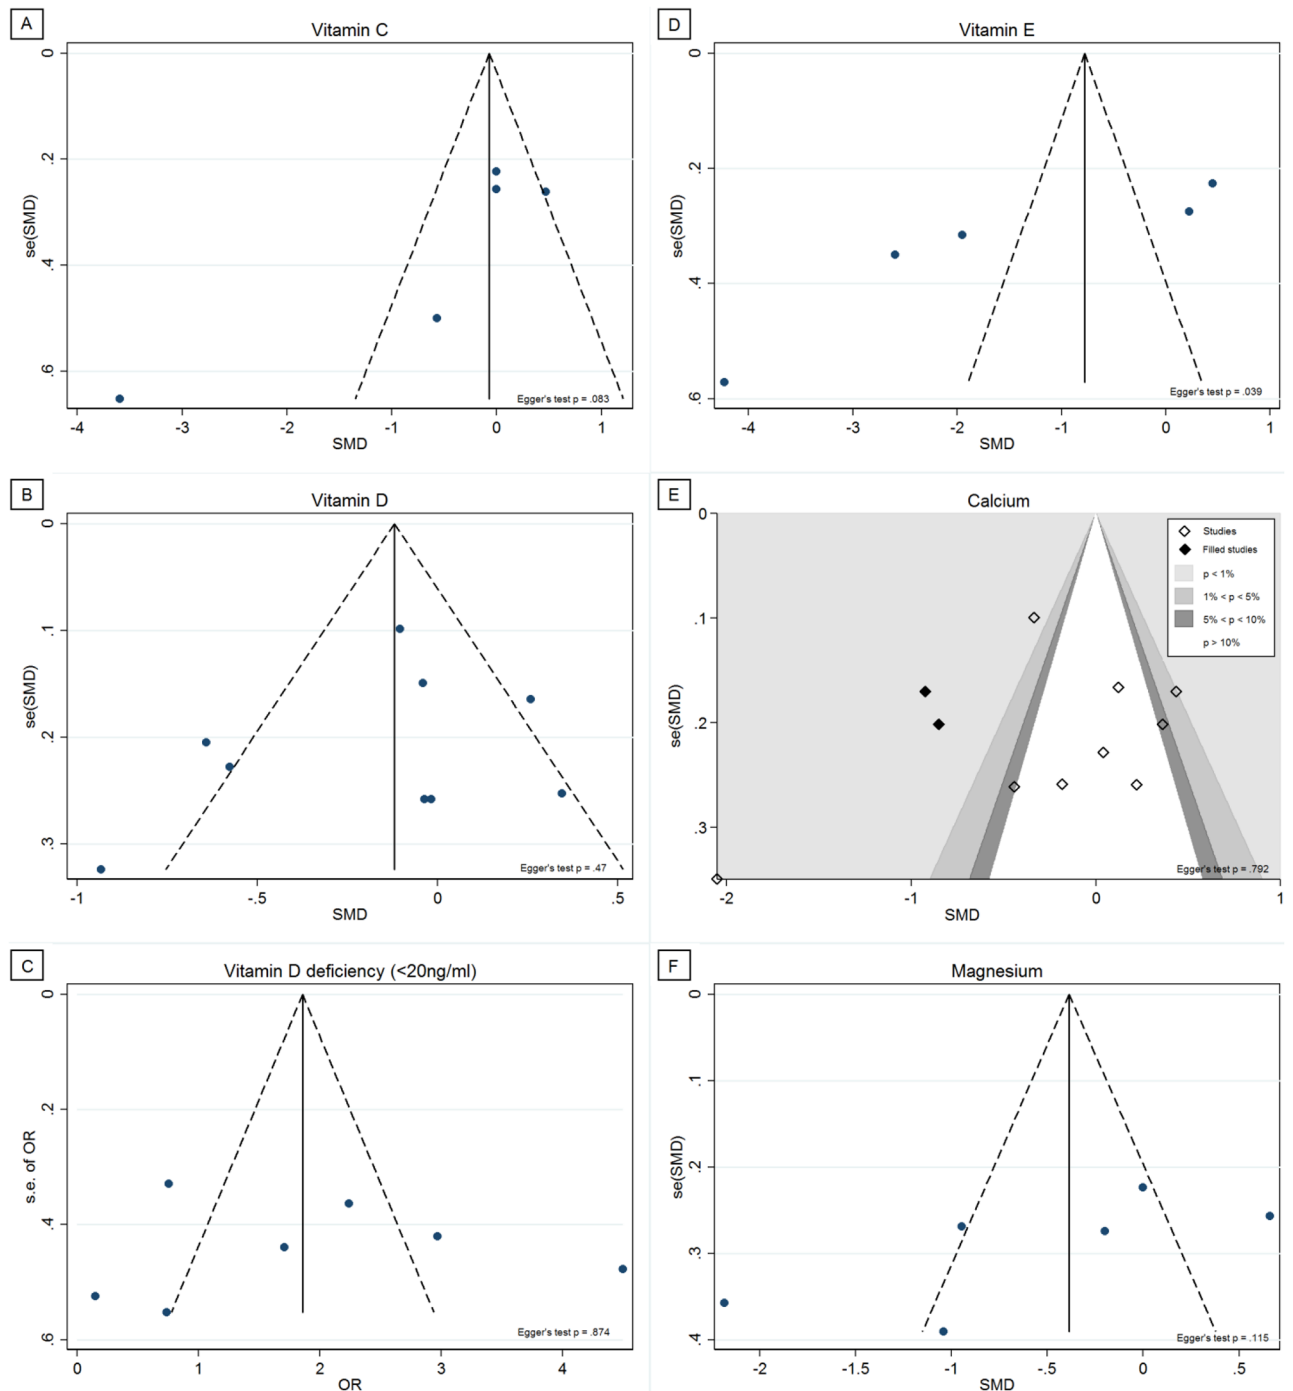 A
Vitamin C
0
.2
.4
.6
se(SMD)
Egger's test p = .083
-4 -3 -2 -1 0 1
SMD
D
Vitamin E
0
.2
.4
.6
se(SMD)
Egger's test p = .039
-4 -3 -2 -1 0 1
SMD
B
Vitamin D
0
.1
.2
.3
se(SMD)
Egger's test p = .47
-1 -.5 0 .5
SMD
E
Calcium
0
.1
.2
.3
se(SMD)
Studies
Filled studies
p < 1%
1% < p < 5%
5% < p < 10%
p > 10%
Egger's test p = .792
-2 -1 0 1
SMD
C
Vitamin D deficiency (<20ng/ml)
0
.2
.4
.6
s.e. of OR
Egger's test p = .874
0 1 2 3 4
OR
F
Magnesium
0
.1
.2
.3
.4
se(SMD)
Egger's test p = .115
-2 -1.5 -1 -.5 0 .5
SMD